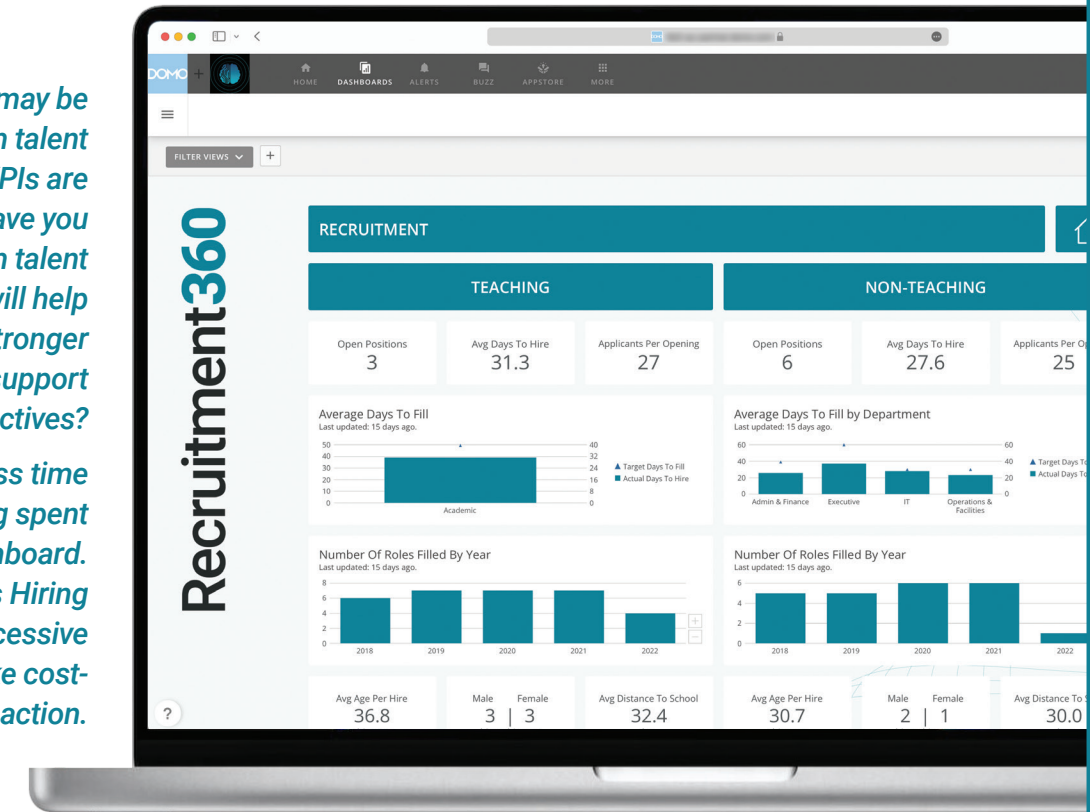 may be
talent
PIs are
ave you
talent
ill help
tronger
support
ctives?
ss time
g spent
board.
s Hiring
cessive
e cost-
action.
DOMO +
HOME DASHBOARDS ALERTS BUZZ APPSTORE MORE
FILTER VIEWS +
Recruitment360
RECRUITMENT
TEACHING
NON-TEACHING
Open Positions
3
Avg Days To Hire
31.3
Applicants Per Opening
27
Open Positions
6
Avg Days To Hire
27.6
Applicants Per O
25
Average Days To Fill
Last updated: 15 days ago.
50
40
30
20
10
0
40
32
24
16
8
0
Academic
Target Days To Fill
Actual Days To Hire
Average Days To Fill by Department
Last updated: 15 days ago.
60
40
20
0
60
40
20
0
Admin & Finance Executive IT Operations &
Facilities
Target Days To
Actual Days To
Number Of Roles Filled By Year
Last updated: 15 days ago.
8
6
4
2
0
2018 2019 2020 2021 2022
+
−
Number Of Roles Filled By Year
Last updated: 15 days ago.
6
4
2
0
2018 2019 2020 2021 2022
Avg Age Per Hire
36.8
Male | Female
3 | 3
Avg Distance To School
32.4
Avg Age Per Hire
30.7
Male | Female
2 | 1
Avg Distance To S
30.0
?